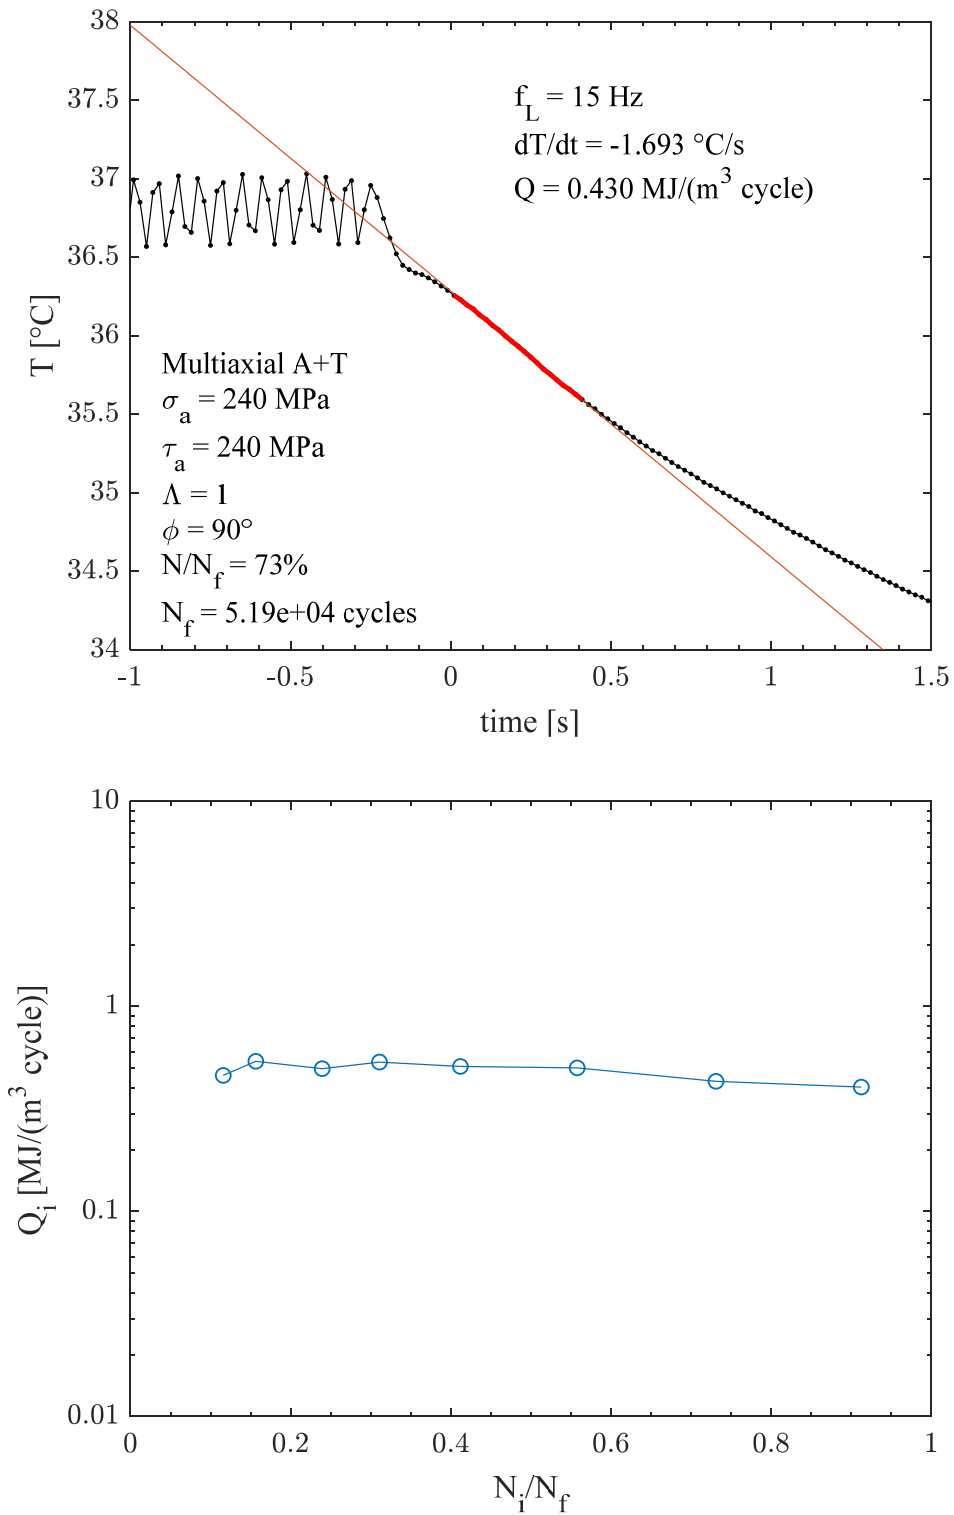 38
37.5
37
36.5
36
35.5
35
34.5
34
T [°C]
f_L = 15 Hz
dT/dt = -1.693 °C/s
Q = 0.430 MJ/(m³ cycle)
Multiaxial A+T
σ_a = 240 MPa
τ_a = 240 MPa
Λ = 1
ϕ = 90°
N/N_f = 73%
N_f = 5.19e+04 cycles
-1 -0.5 0 0.5 1 1.5
time [s]
10
1
0.1
0.01
Q_i [MJ/(m³ cycle)]
0 0.2 0.4 0.6 0.8 1
N_i/N_f